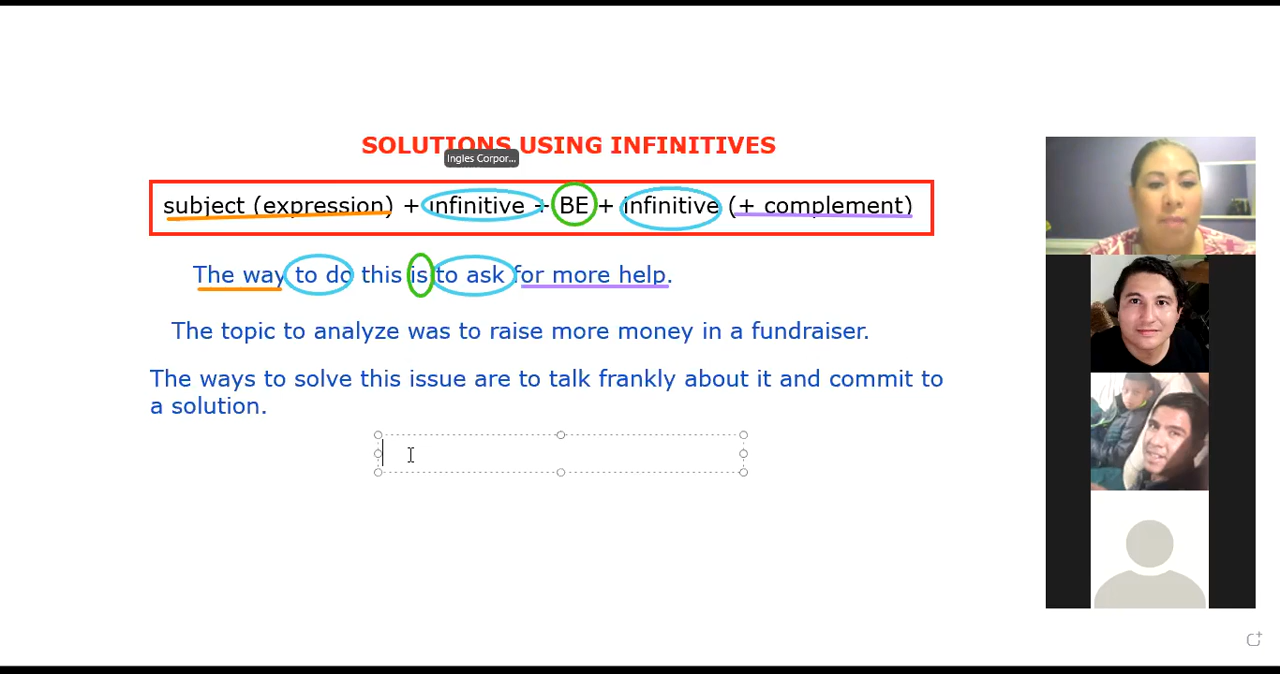 SOLUTIONS USING INFINITIVES
Ingles Corpor...
subject (expression) + infinitive + BE + infinitive (+ complement)
The way to do this is to ask for more help.
The topic to analyze was to raise more money in a fundraiser.
The ways to solve this issue are to talk frankly about it and commit to
a solution.